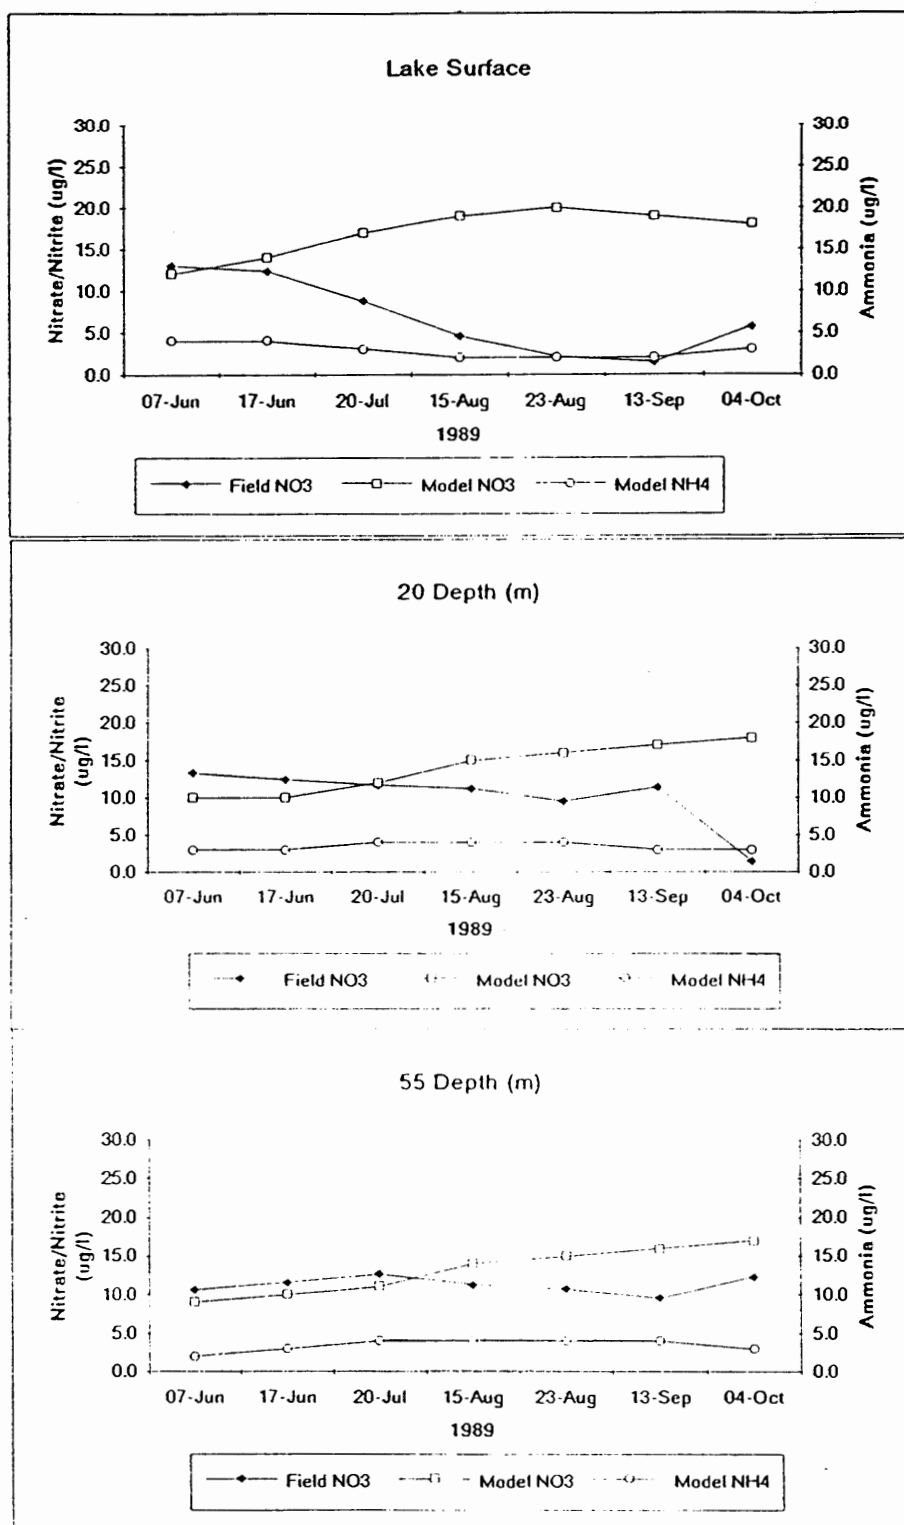 Lake Surface
Nitrate/Nitrite (ug/l)
30.0
25.0
20.0
15.0
10.0
5.0
0.0
30.0
25.0
20.0
15.0
10.0
5.0
0.0
Ammonia (ug/l)
07-Jun 17-Jun 20-Jul 15-Aug 23-Aug 13-Sep 04-Oct
1989
Field NO3 Model NO3 Model NH4
20 Depth (m)
Nitrate/Nitrite
(ug/l)
30.0
25.0
20.0
15.0
10.0
5.0
0.0
30.0
25.0
20.0
15.0
10.0
5.0
0.0
Ammonia (ug/l)
07-Jun 17-Jun 20-Jul 15-Aug 23-Aug 13-Sep 04-Oct
1989
Field NO3 Model NO3 Model NH4
55 Depth (m)
Nitrate/Nitrite
(ug/l)
30.0
25.0
20.0
15.0
10.0
5.0
0.0
30.0
25.0
20.0
15.0
10.0
5.0
0.0
Ammonia (ug/l)
07-Jun 17-Jun 20-Jul 15-Aug 23-Aug 13-Sep 04-Oct
1989
Field NO3 Model NO3 Model NH4